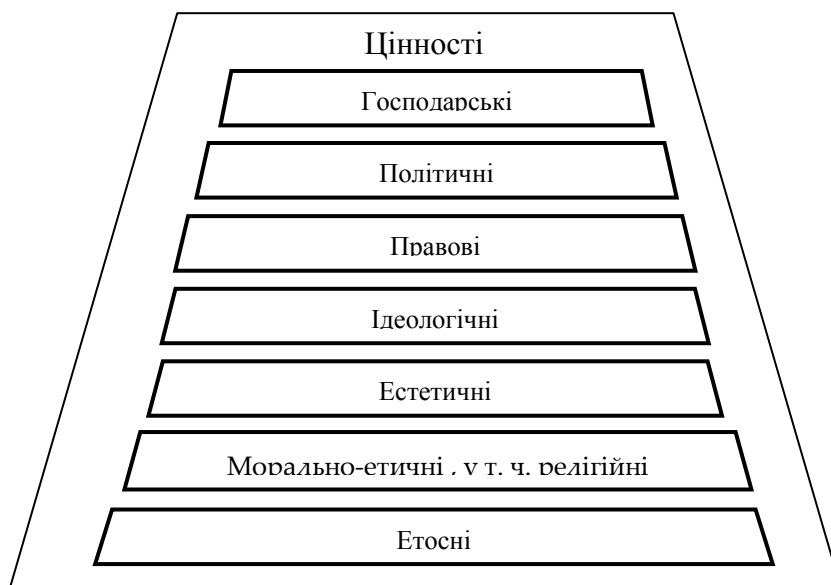 Цінності
Господарські
Політичні
Правові
Ідеологічні
Естетичні
Морально-етичні , у т. ч. релігійні
Етосні